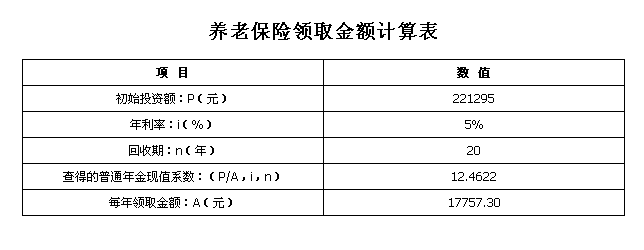 养老保险领取金额计算表
项 目 数 值
初始投资额：P（元） 221295
年利率：i（%） 5%
回收期：n（年） 20
查得的普通年金现值系数：（P/A，i，n） 12.4622
每年领取金额：A（元） 17757.30